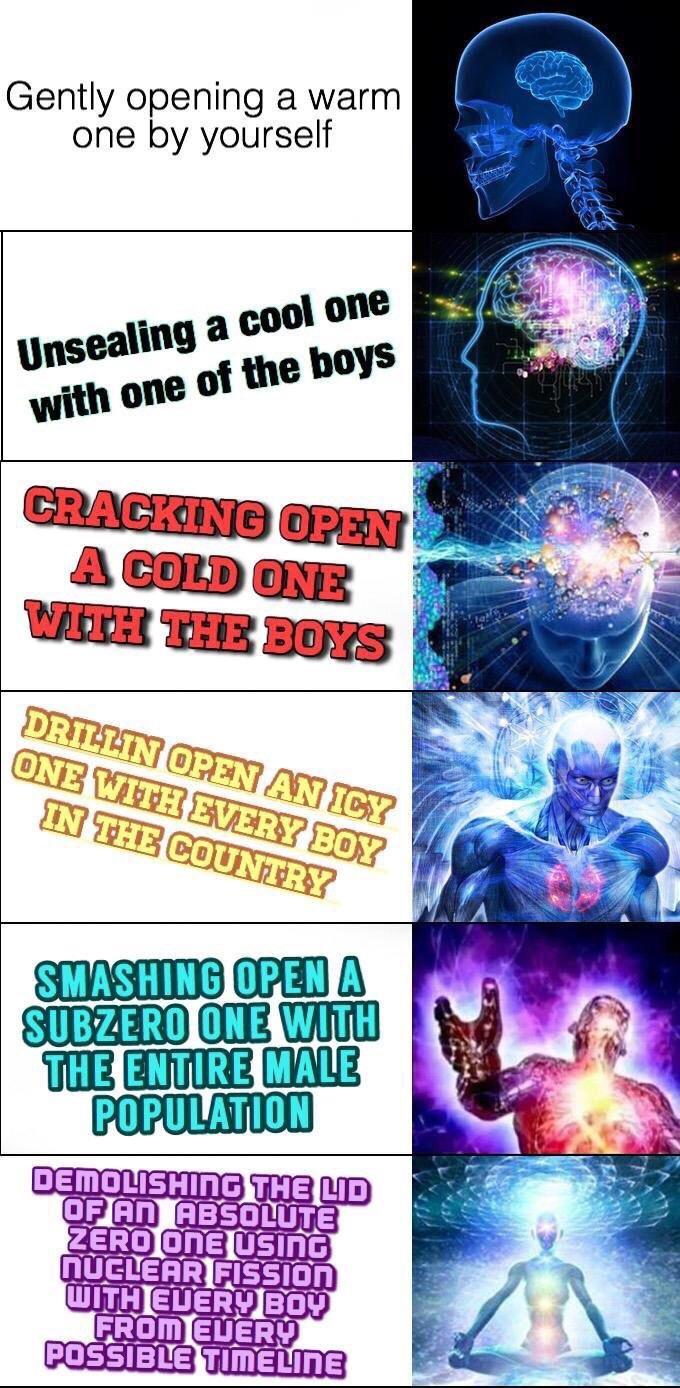 Gently opening a warm
one by yourself
Unsealing a cool one
with one of the boys
CRACKING OPEN
A COLD ONE
WITH THE BOYS
DRILLIN OPEN AN ICY
ONE WITH EVERY BOY
IN THE COUNTRY
SMASHING OPEN A
SUBZERO ONE WITH
THE ENTIRE MALE
POPULATION
DEMOLISHING THE LID
OF AN ABSOLUTE
ZERO ONE USING
NUCLEAR FISSION
WITH EVERY BOY
FROM EVERY
POSSIBLE TIMELINE